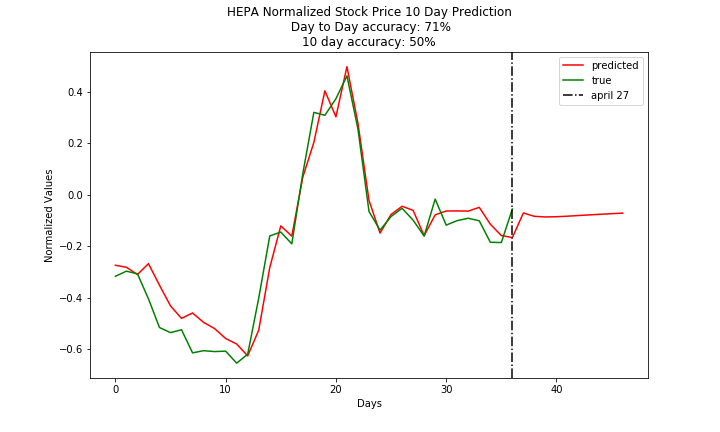 HEPA Normalized Stock Price 10 Day Prediction
Day to Day accuracy: 71%
10 day accuracy: 50%
predicted
true
april 27
Normalized Values
0.4
0.2
0.0
−0.2
−0.4
−0.6
0
10
20
30
40
Days